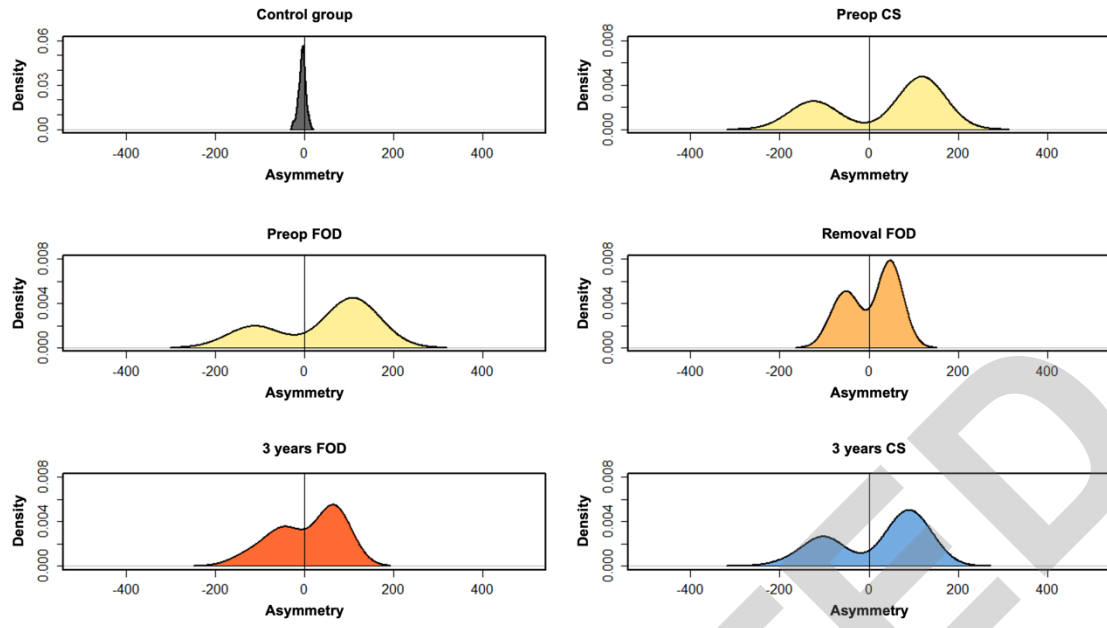 Control group
Density
0.00 0.03 0.06
-400 -200 0 200 400
Asymmetry
Preop CS
Density
0.000 0.004 0.008
-400 -200 0 200 400
Asymmetry
Preop FOD
Density
0.000 0.004 0.008
-400 -200 0 200 400
Asymmetry
Removal FOD
Density
0.000 0.004 0.008
-400 -200 0 200 400
Asymmetry
3 years FOD
Density
0.000 0.004 0.008
-400 -200 0 200 400
Asymmetry
3 years CS
Density
0.000 0.004 0.008
-400 -200 0 200 400
Asymmetry
ED